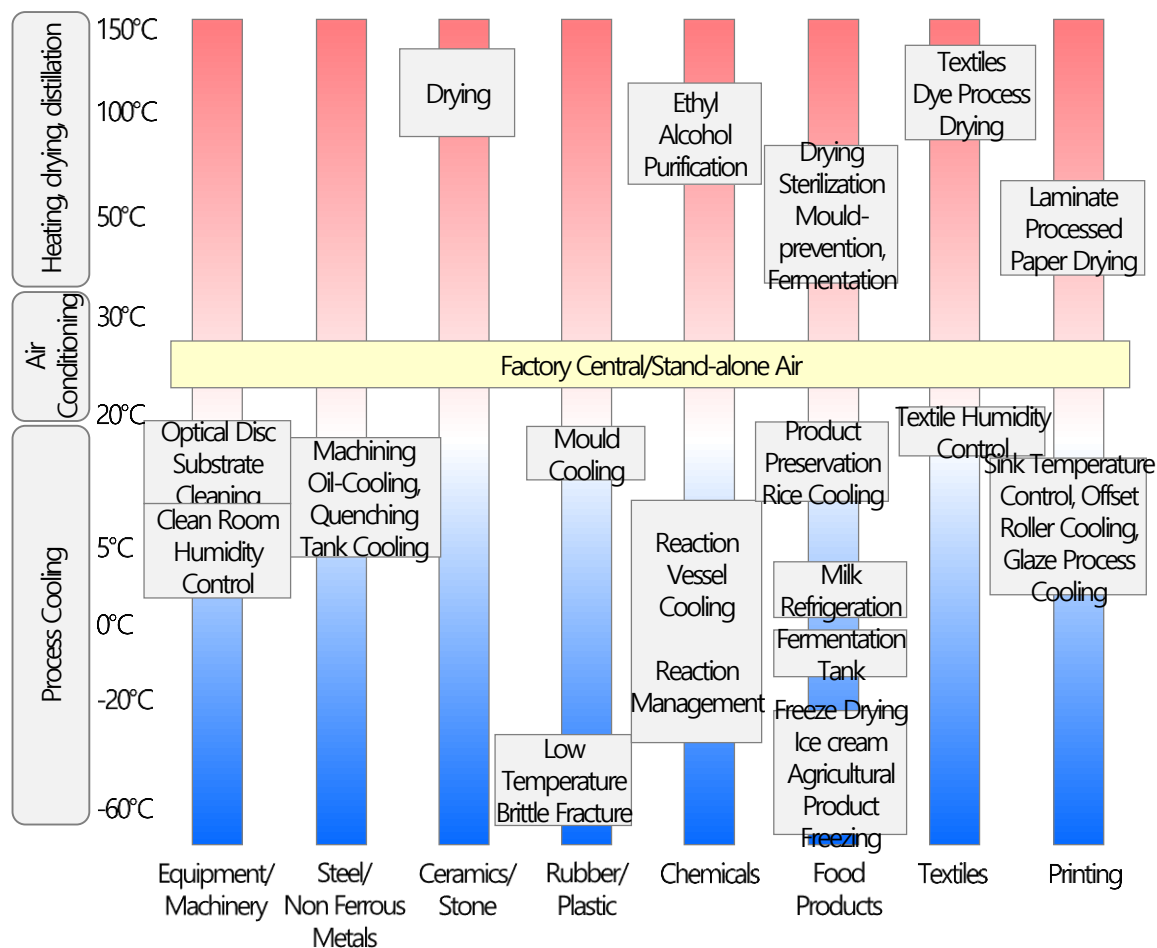 Heating, drying, distillation
Air
Conditioning
Process Cooling
150°C
100°C
50°C
30°C
20°C
5°C
0°C
-20°C
-60°C
Drying
Ethyl
Alcohol
Purification
Drying
Sterilization
Mould-
prevention,
Fermentation
Textiles
Dye Process
Drying
Laminate
Processed
Paper Drying
Factory Central/Stand-alone Air
Optical Disc
Substrate
Cleaning
Clean Room
Humidity
Control
Machining
Oil-Cooling,
Quenching
Tank Cooling
Mould
Cooling
Low
Temperature
Brittle Fracture
Reaction
Vessel
Cooling
Reaction
Management
Product
Preservation
Rice Cooling
Milk
Refrigeration
Fermentation
Tank
Freeze Drying
Ice cream
Agricultural
Product
Freezing
Textile Humidity
Control
Sink Temperature
Control, Offset
Roller Cooling,
Glaze Process
Cooling
Equipment/
Machinery
Steel/
Non Ferrous
Metals
Ceramics/
Stone
Rubber/
Plastic
Chemicals
Food
Products
Textiles
Printing